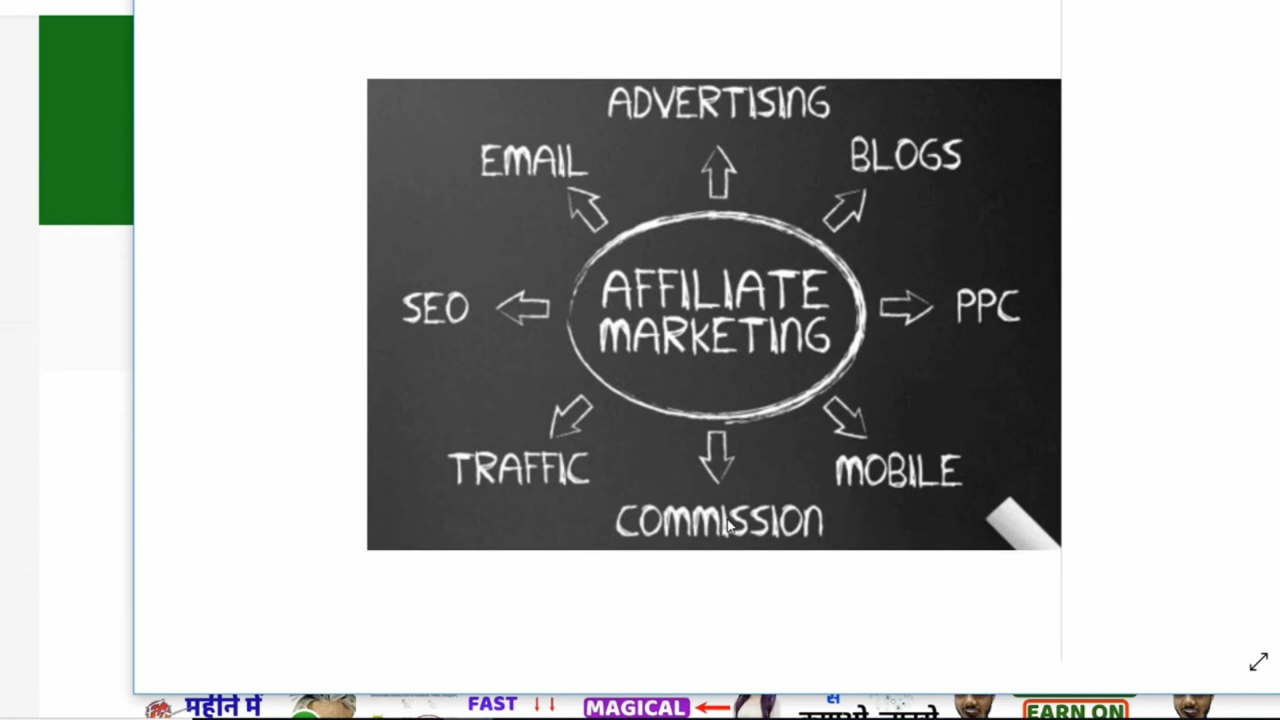 ADVERTISING
EMAIL
BLOGS
AFFILIATE
MARKETING
SEO
PPC
TRAFFIC
MOBILE
COMMISSION
महीने में
FAST
MAGICAL
से
EARN ON